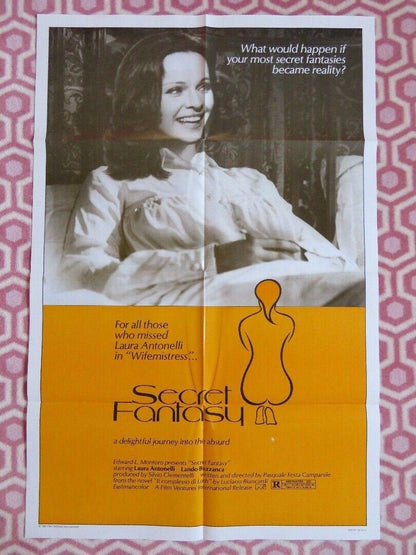 What would happen if
your most secret fantasies
became reality?
For all those
who missed
Laura Antonelli
in "Wifemistress"...
Secret
Fantasy
a delightful journey into the absurd
Edward L. Montoro presents "Secret Fantasy"
starring Laura Antonelli Lando Buzzanca
produced by Silvio Clementelli Written and directed by Pasquale Festa Campanile
from the novel "Il complesso di Loth" by Luciano Bianciardi
Eastmancolor A Film Ventures International Release
R RESTRICTED